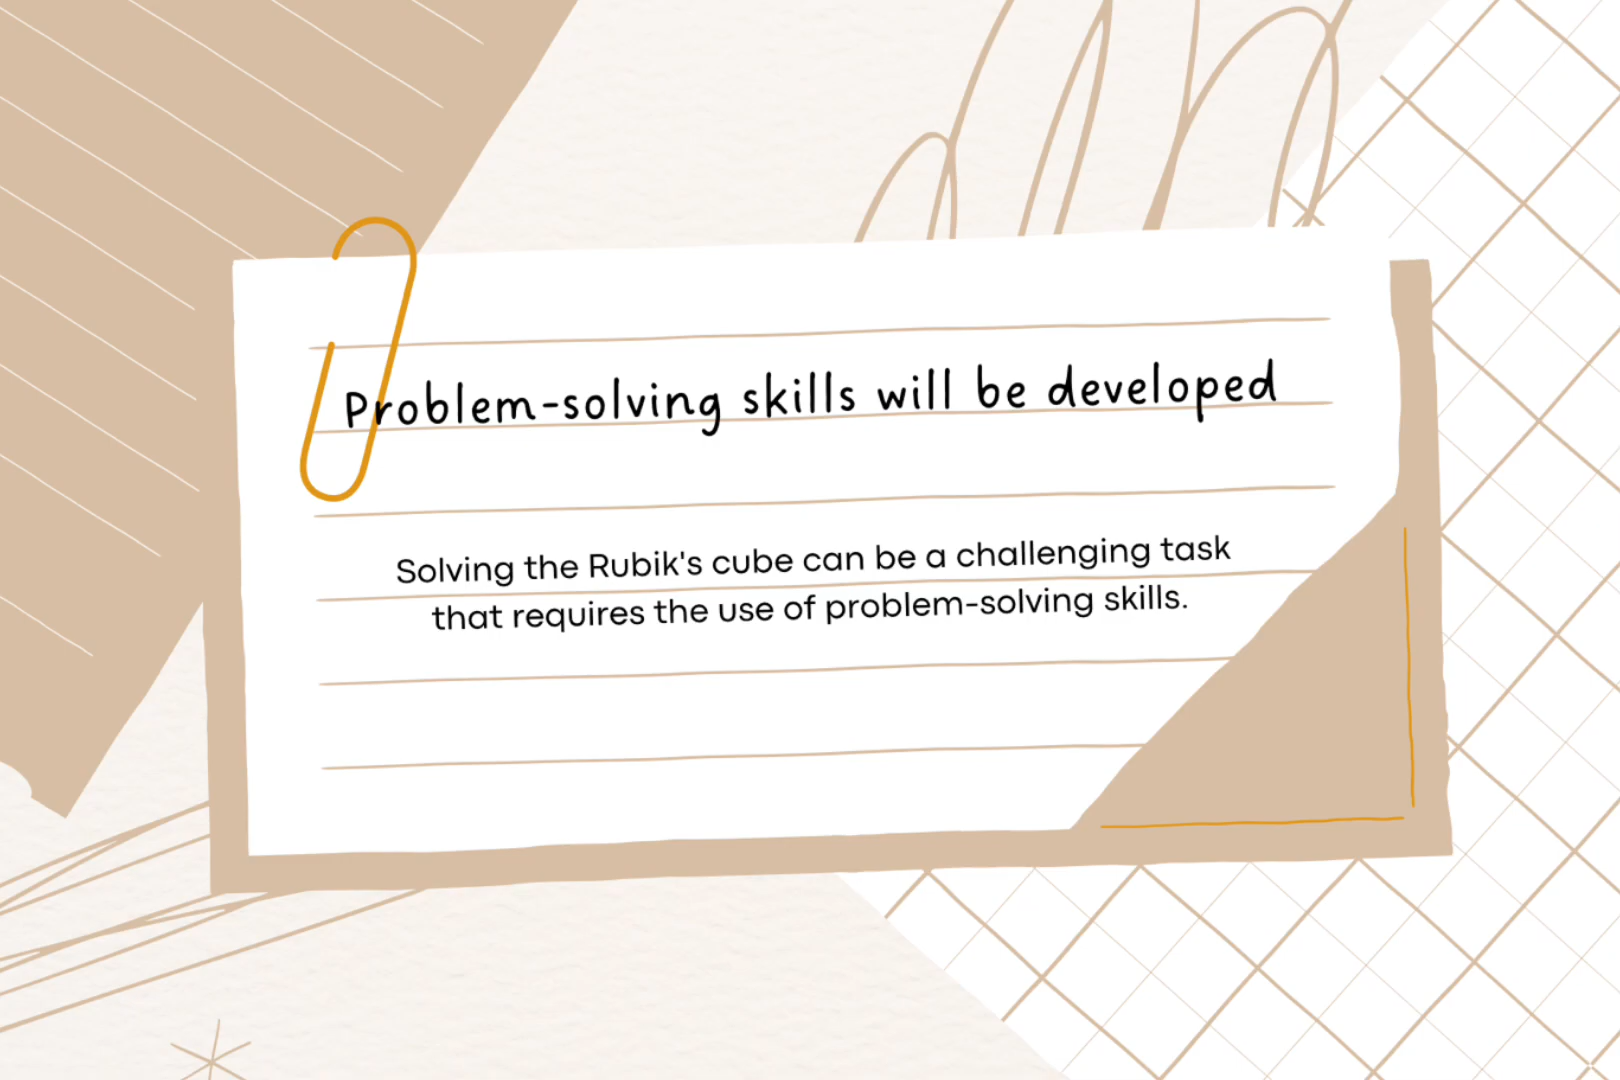 Problem-solving skills will be developed
Solving the Rubik's cube can be a challenging task
that requires the use of problem-solving skills.